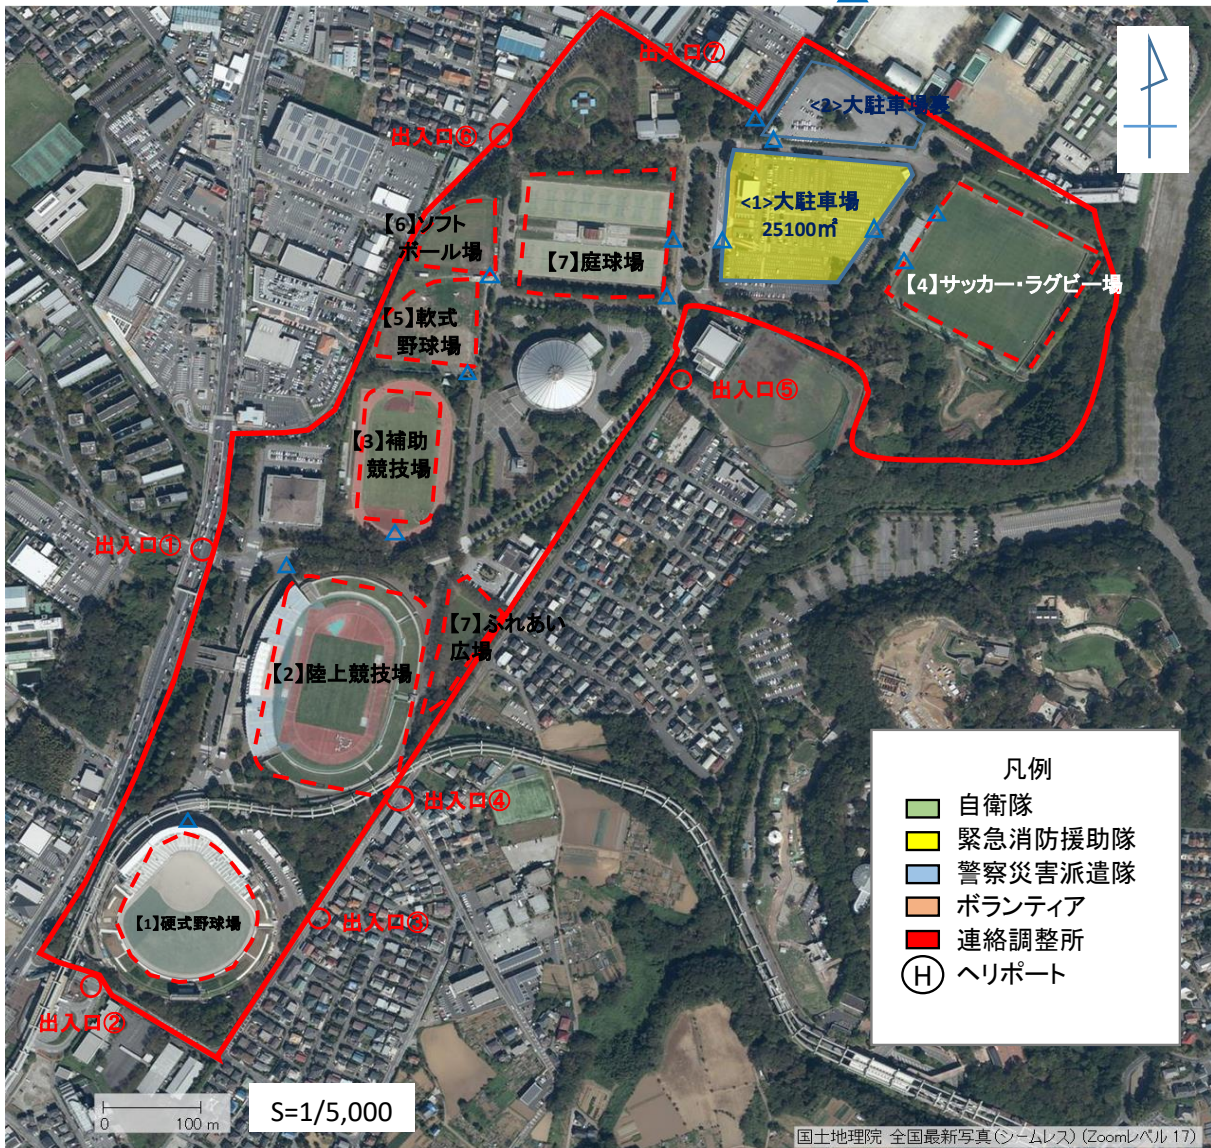 出入口⑦
<2>大駐車場裏
出入口⑥
<1>大駐車場
25100㎡
【6】ソフト
ボール場
【7】庭球場
【4】サッカー・ラグビー場
【5】軟式
野球場
出入口⑤
【3】補助
競技場
出入口①
【7】ふれあい
広場
【2】陸上競技場
出入口④
【1】硬式野球場
出入口③
出入口②
凡例
自衛隊
緊急消防援助隊
警察災害派遣隊
ボランティア
連絡調整所
H ヘリポート
0 100 m
S=1/5,000
国土地理院 全国最新写真(シームレス) (Zoomレベル 17)